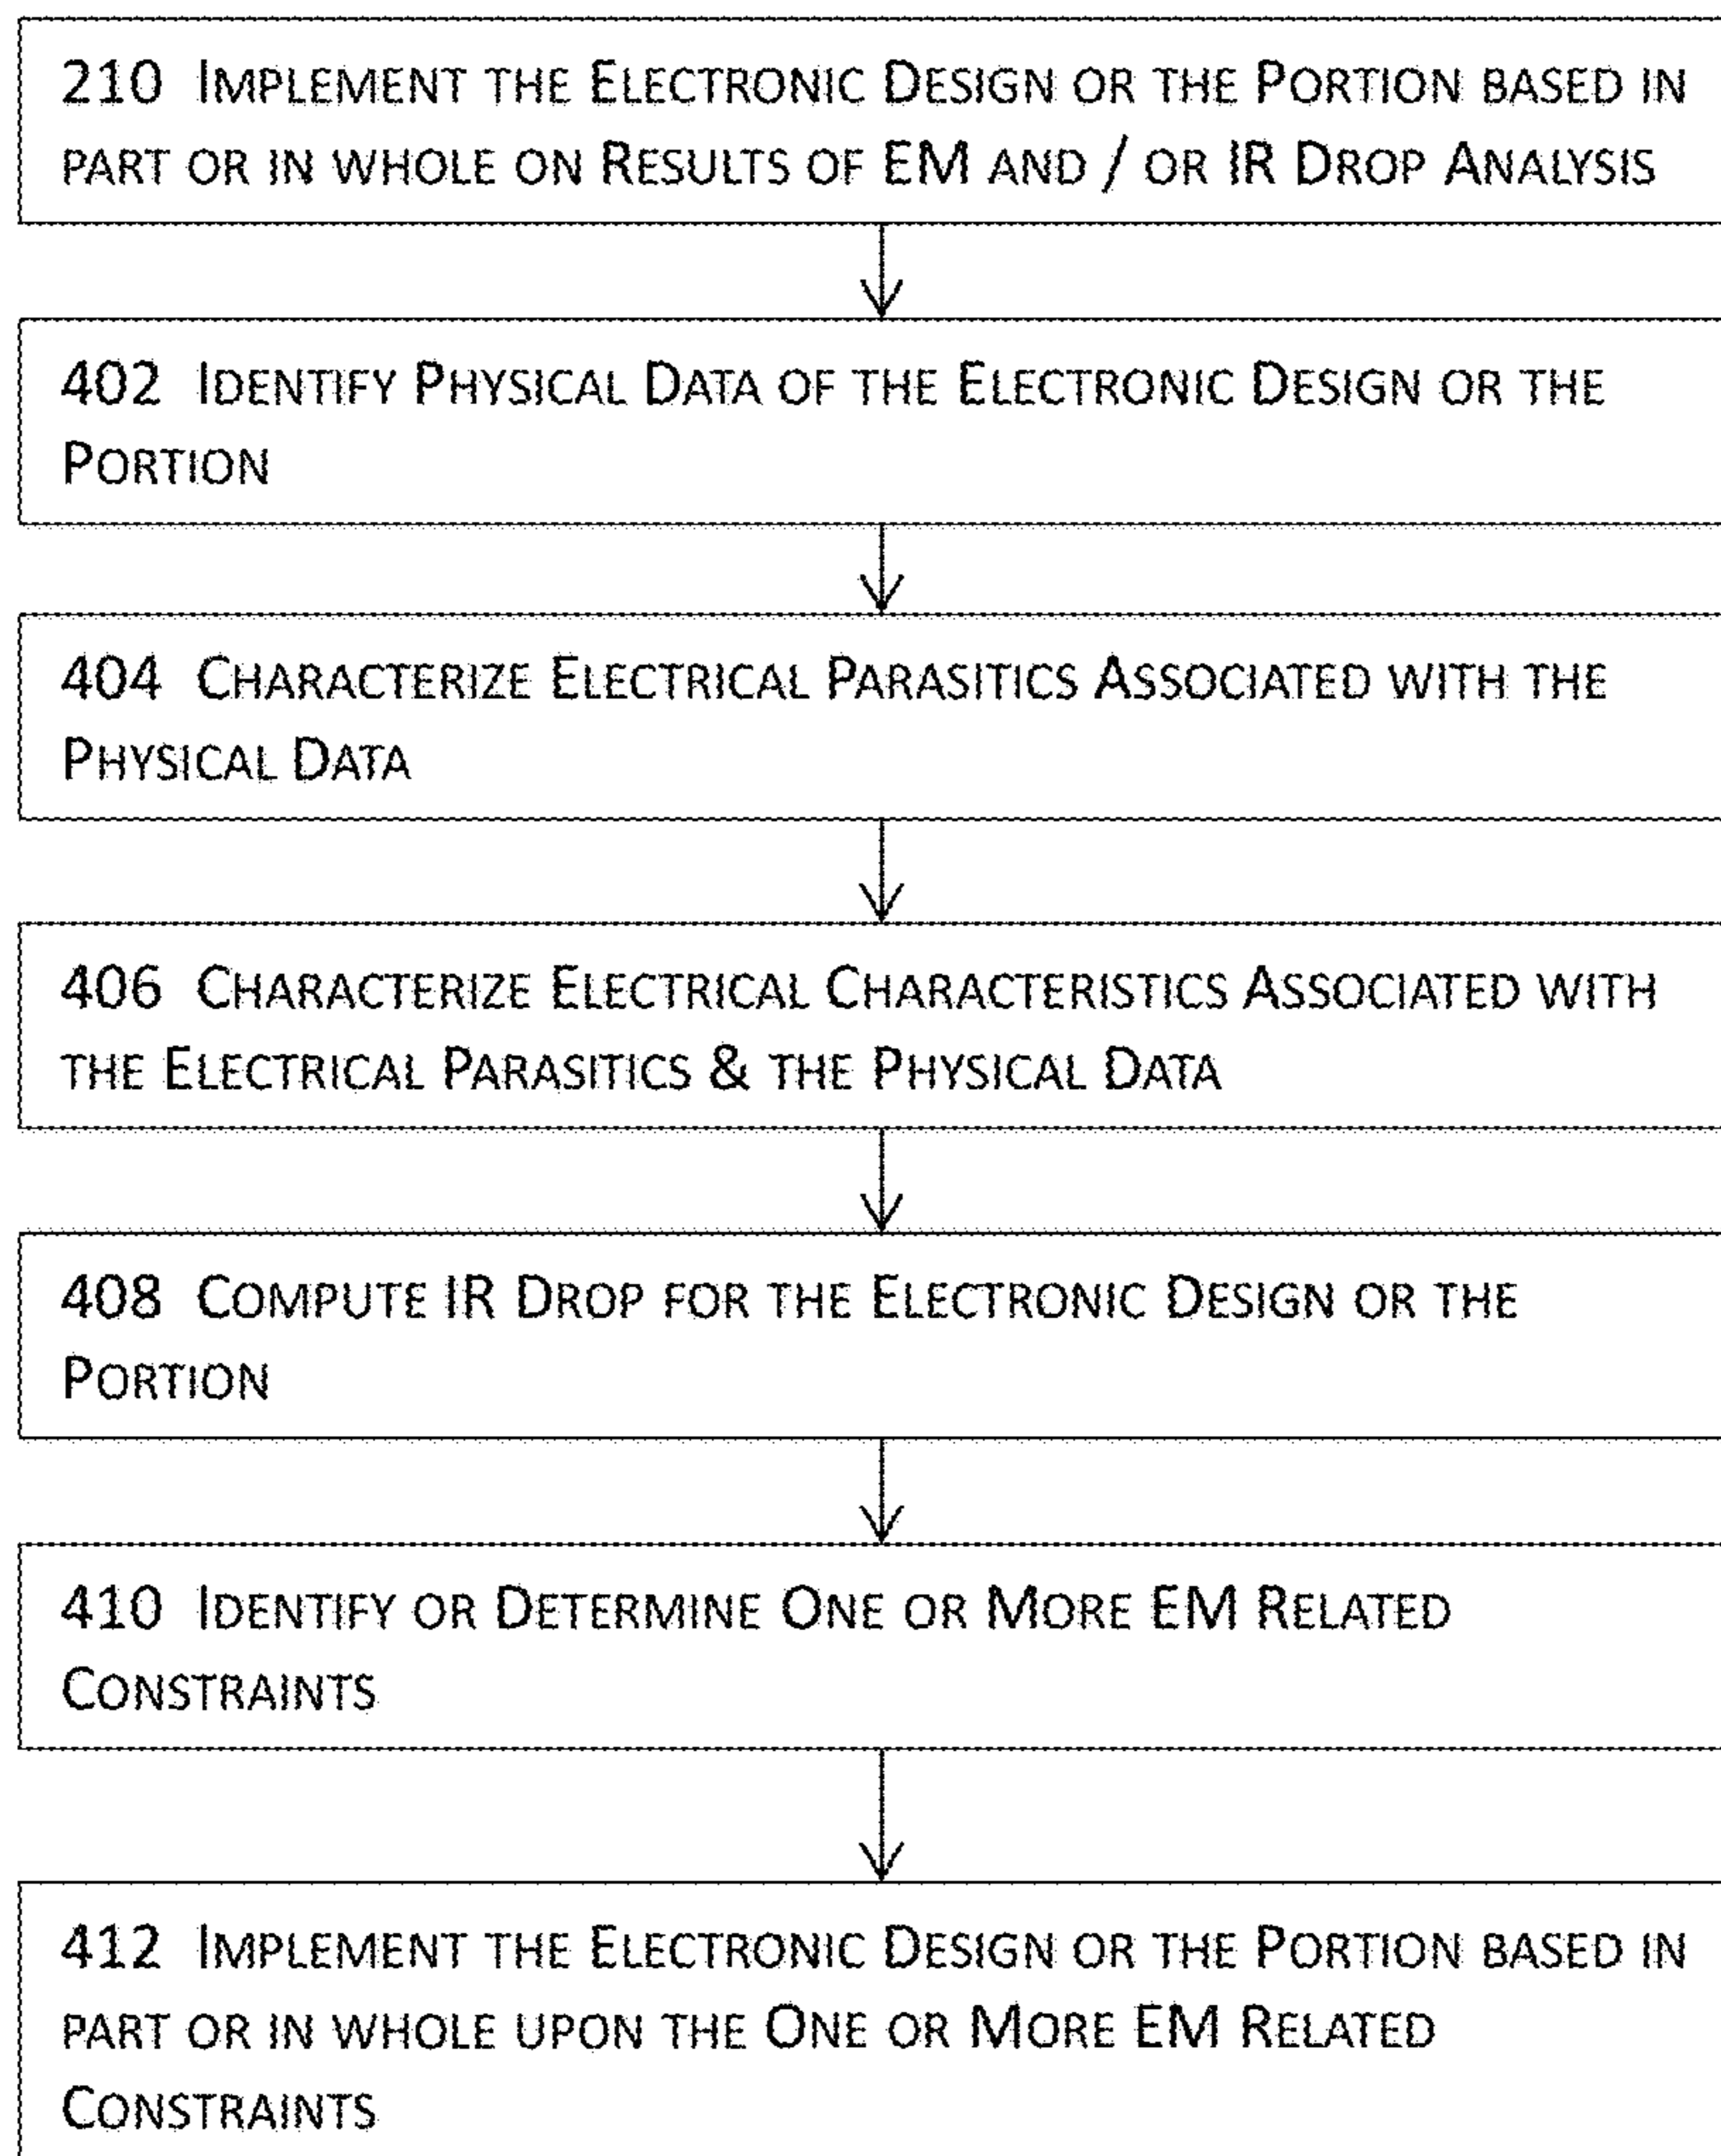 210 Implement the Electronic Design or the Portion based in
part or in whole on Results of EM and / or IR Drop Analysis
402 Identify Physical Data of the Electronic Design or the
Portion
404 Characterize Electrical Parasitics Associated with the
Physical Data
406 Characterize Electrical Characteristics Associated with
the Electrical Parasitics & the Physical Data
408 Compute IR Drop for the Electronic Design or the
Portion
410 Identify or Determine One or More EM Related
Constraints
412 Implement the Electronic Design or the Portion based in
part or in whole upon the One or More EM Related
Constraints